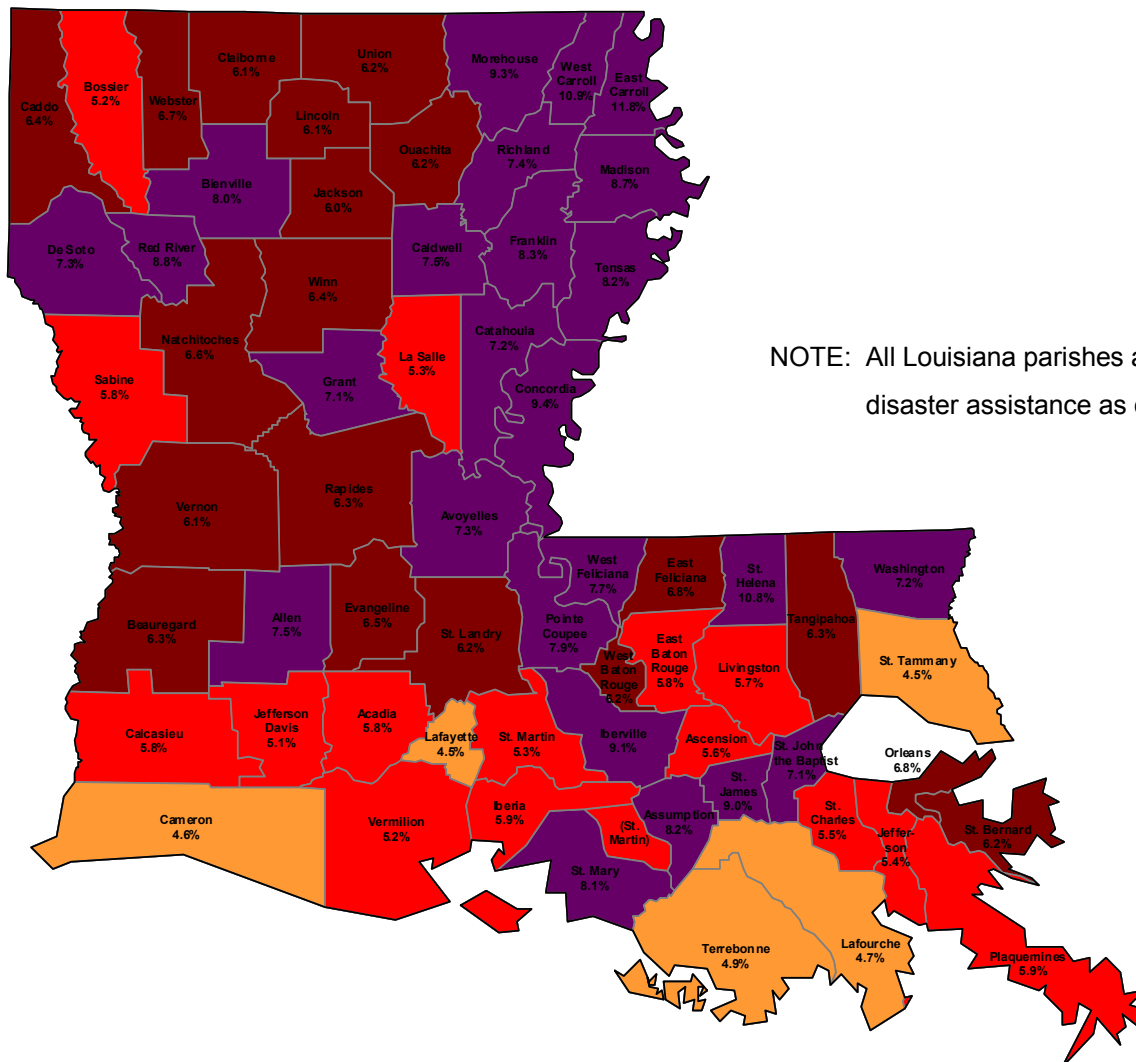 Morehouse
9.3%
West
Carroll
10.9%
East
Carroll
11.8%
Claiborne
6.1%
Union
6.2%
Bossier
5.2%
Webster
6.7%
Caddo
6.4%
Lincoln
6.1%
Ouachita
6.2%
Richland
7.4%
Madison
8.7%
Bienville
8.0%
Jackson
6.0%
De Soto
7.3%
Red River
8.8%
Caldwell
7.5%
Franklin
8.3%
Tensas
8.2%
Winn
6.4%
Natchitoches
6.6%
La Salle
5.3%
Catahoula
7.2%
Sabine
5.8%
Grant
7.1%
Concordia
9.4%
NOTE: All Louisiana parishes a
disaster assistance as
Vernon
6.1%
Rapides
6.3%
Avoyelles
7.3%
West
Feliciana
7.7%
East
Feliciana
6.8%
St.
Helena
10.8%
Washington
7.2%
Beauregard
6.3%
Allen
7.5%
Evangeline
6.5%
St. Landry
6.2%
Pointe
Coupee
7.9%
West
Baton
Rouge
6.2%
East
Baton
Rouge
5.8%
Livingston
5.7%
Tangipahoa
6.3%
St. Tammany
4.5%
Calcasieu
5.8%
Jefferson
Davis
5.1%
Acadia
5.8%
Lafayette
4.5%
St. Martin
5.3%
Iberville
9.1%
Ascension
5.6%
St. John
the Baptist
7.1%
Orleans
6.8%
Cameron
4.6%
Vermilion
5.2%
Iberia
5.9%
(St.
Martin)
Assumption
8.2%
St.
James
9.0%
St.
Charles
5.5%
Jeffer-
son
5.4%
St. Bernard
6.2%
St. Mary
8.1%
Terrebonne
4.9%
Lafourche
4.7%
Plaquemines
5.9%